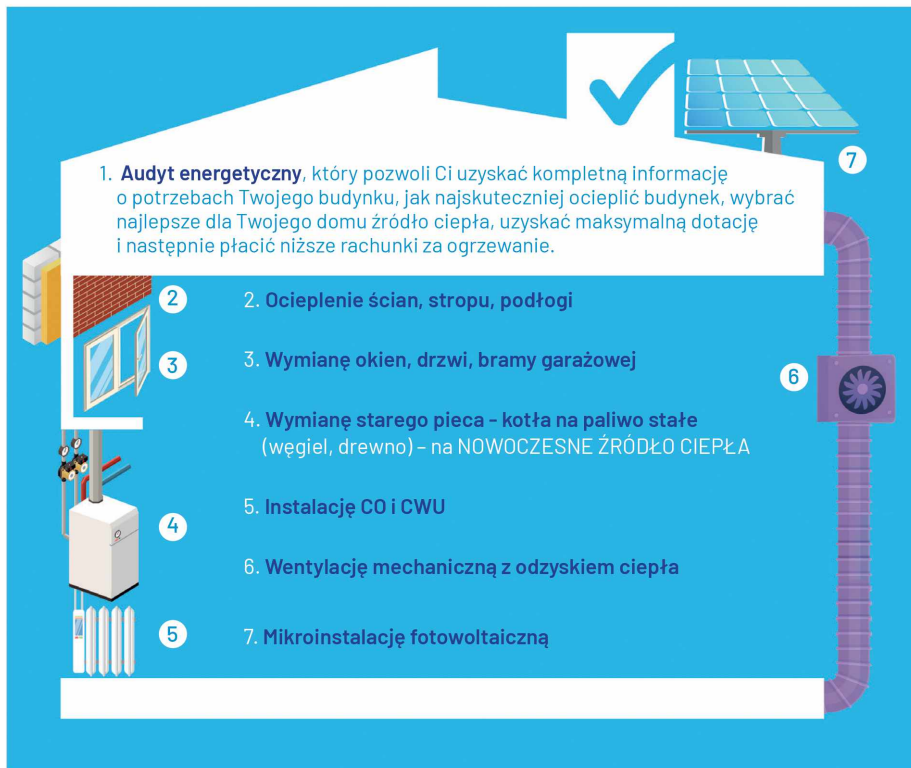 1. Audyt energetyczny, który pozwoli Ci uzyskać kompletną informację
o potrzebach Twojego budynku, jak najskuteczniej ocieplić budynek, wybrać
najlepsze dla Twojego domu źródło ciepła, uzyskać maksymalną dotację
i następnie płacić niższe rachunki za ogrzewanie.
7
2
2. Ocieplenie ścian, stropu, podłogi
3
3. Wymianę okien, drzwi, bramy garażowej
6
4. Wymianę starego pieca - kotła na paliwo stałe
(węgiel, drewno) – na NOWOCZESNE ŹRÓDŁO CIEPŁA
4
5. Instalację CO i CWU
6. Wentylację mechaniczną z odzyskiem ciepła
5
7. Mikroinstalację fotowoltaiczną